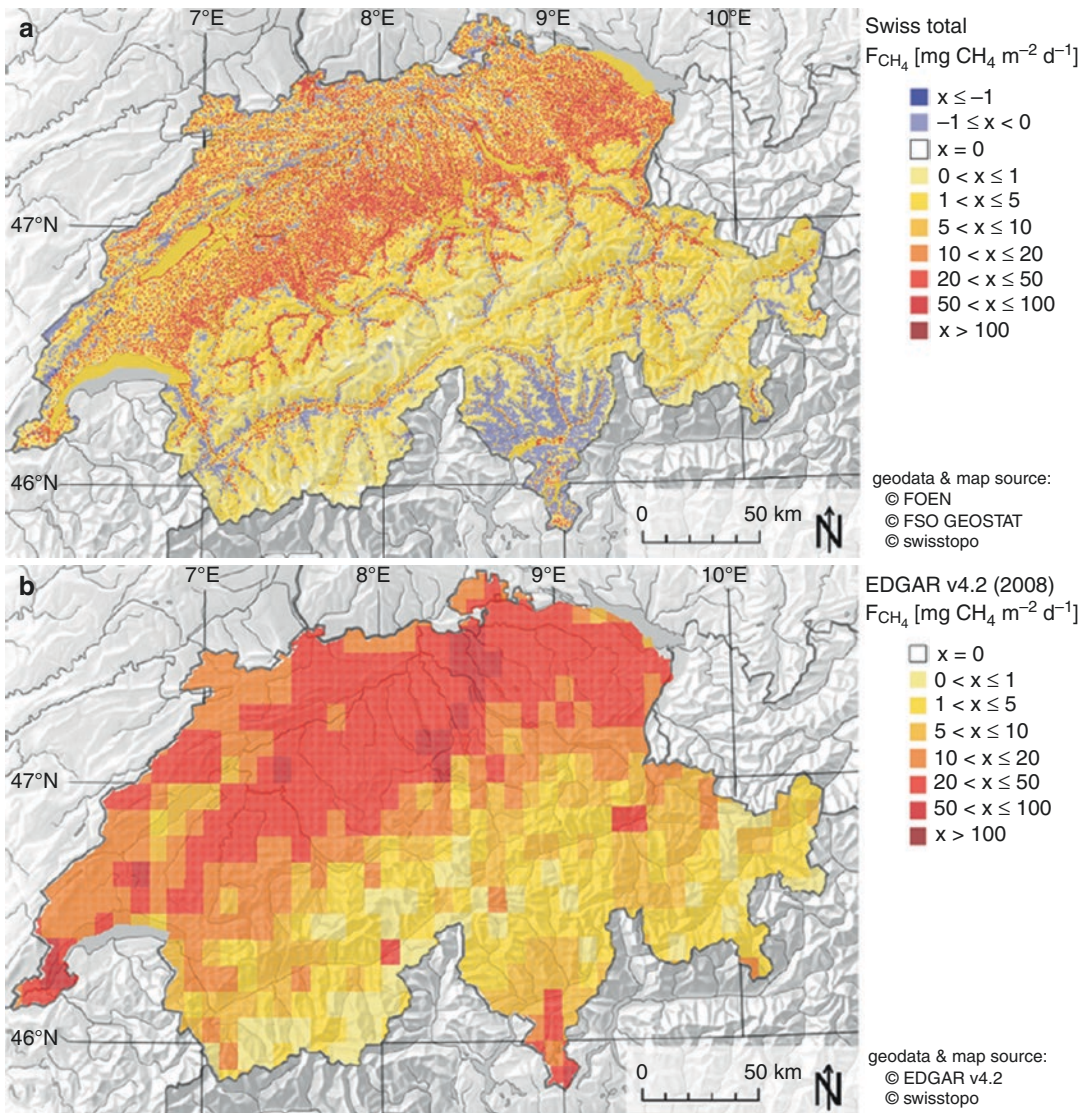 a
7°E 8°E 9°E 10°E
47°N
46°N
0 50 km
N
Swiss total
F_CH₄ [mg CH₄ m⁻² d⁻¹]
x ≤ −1
−1 ≤ x < 0
x = 0
0 < x ≤ 1
1 < x ≤ 5
5 < x ≤ 10
10 < x ≤ 20
20 < x ≤ 50
50 < x ≤ 100
x > 100
geodata & map source:
© FOEN
© FSO GEOSTAT
© swisstopo
b
7°E 8°E 9°E 10°E
47°N
46°N
0 50 km
N
EDGAR v4.2 (2008)
F_CH₄ [mg CH₄ m⁻² d⁻¹]
x = 0
0 < x ≤ 1
1 < x ≤ 5
5 < x ≤ 10
10 < x ≤ 20
20 < x ≤ 50
50 < x ≤ 100
x > 100
geodata & map source:
© EDGAR v4.2
© swisstopo